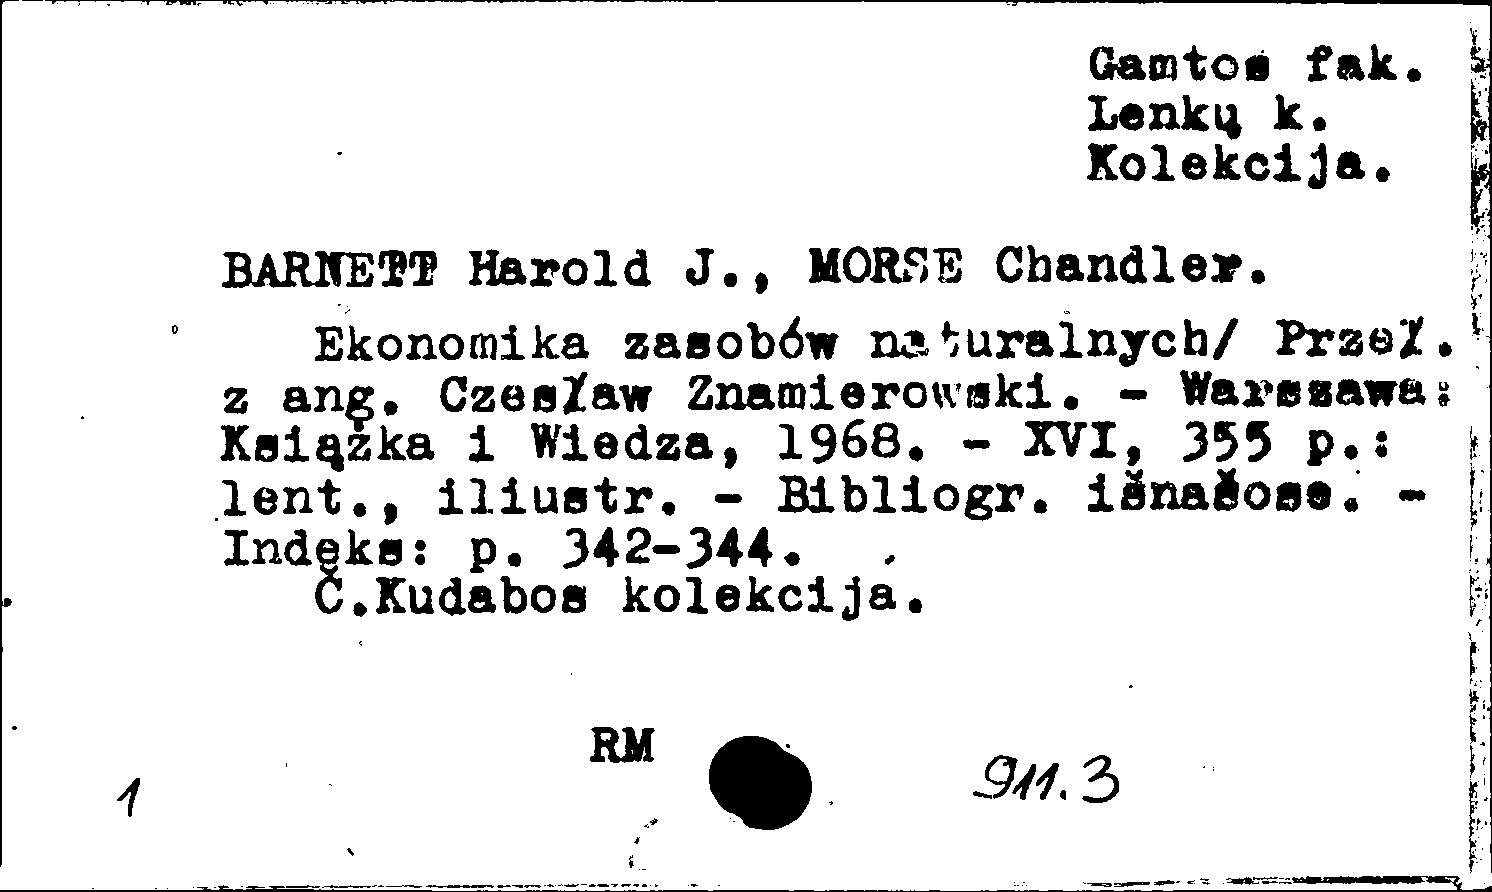 Gamtos fak.
Lenkų k.
Kolekcija.
BARNETT Harold J., MORSE Chandler.
Ekonomika zasobów naturalnych/ Przeł.
z ang. Czesław Znamierowski. - Warszawa:
Książka i Wiedza, 1968. - XVI, 355 p.:
lent., iliustr. - Bibliogr. išnašose. -
Indeks: p. 342-344.
Č.Kudabos kolekcija.
RM
1
911.3